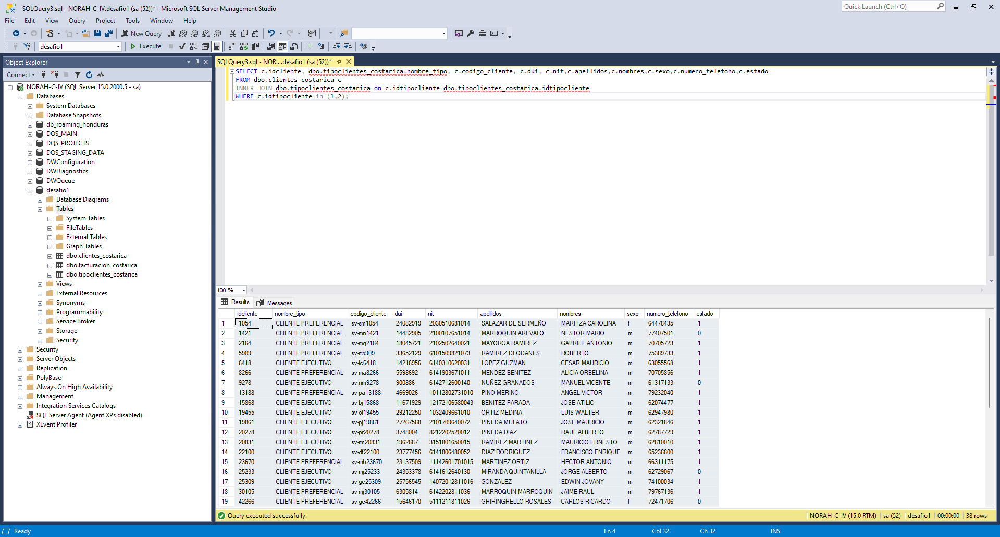 SQLQuery3.sql - NORAH-C-IV.desafio1 (sa (52))* - Microsoft SQL Server Management Studio
Quick Launch (Ctrl+Q)
File Edit View Query Project Tools Window Help
New Query MDX DMX XMLA DAX
desafio1 Execute
Object Explorer
Connect
NORAH-C-IV (SQL Server 15.0.2000.5 - sa)
Databases
System Databases
Database Snapshots
db_roaming_honduras
DQS_MAIN
DQS_PROJECTS
DQS_STAGING_DATA
DWConfiguration
DWDiagnostics
DWQueue
desafio1
Database Diagrams
Tables
System Tables
FileTables
External Tables
Graph Tables
dbo.clientes_costarica
dbo.facturacion_costarica
dbo.tipoclientes_costarica
Views
External Resources
Synonyms
Programmability
Service Broker
Storage
Security
Security
Server Objects
Replication
PolyBase
Always On High Availability
Management
Integration Services Catalogs
SQL Server Agent (Agent XPs disabled)
XEvent Profiler
SQLQuery3.sql - NOR....desafio1 (sa (52))*
SELECT c.idcliente, dbo.tipoclientes_costarica.nombre_tipo, c.codigo_cliente, c.dui, c.nit,c.apellidos,c.nombres,c.sexo,c.numero_telefono,c.estado
FROM dbo.clientes_costarica c
INNER JOIN dbo.tipoclientes_costarica on c.idtipocliente=dbo.tipoclientes_costarica.idtipocliente
WHERE c.idtipocliente in (1,2);
100 %
Results Messages
idcliente nombre_tipo codigo_cliente dui nit apellidos nombres sexo numero_telefono estado
1 1054 CLIENTE PREFERENCIAL sv-sm1054 24082919 2030510681014 SALAZAR DE SERMEÑO MARITZA CAROLINA f 64478435 1
2 1421 CLIENTE PREFERENCIAL sv-mn1421 14482905 2100107651014 MARROQUIN AREVALO NESTOR MARIO m 77407501 0
3 2164 CLIENTE PREFERENCIAL sv-mg2164 18045721 2102502640021 MAYORGA RAMIREZ GABRIEL ANTONIO m 70705723 1
4 5909 CLIENTE PREFERENCIAL sv-rr5909 33652129 6101509821073 RAMIREZ DEODANES ROBERTO m 75369733 1
5 6418 CLIENTE EJECUTIVO sv-lc6418 14216956 6140310620031 LOPEZ GUZMAN CESAR MAURICIO m 63055568 1
6 8266 CLIENTE PREFERENCIAL sv-ma8266 5598692 6141903671011 MENDEZ BENITEZ ALICIA ORBELINA m 70705856 1
7 9278 CLIENTE EJECUTIVO sv-nm9278 900886 6142712600140 NUÑEZ GRANADOS MANUEL VICENTE m 61317133 0
8 13188 CLIENTE PREFERENCIAL sv-pa13188 4669026 10112802731010 PINO MERINO ANGEL VICTOR m 79232040 1
9 15868 CLIENTE EJECUTIVO sv-bj15868 11671929 12172106580043 BENITEZ PARADA JOSE ATILIO m 62074477 1
10 19455 CLIENTE EJECUTIVO sv-ol19455 29212250 1032409661010 ORTIZ MEDINA LUIS WALTER m 62947980 1
11 19861 CLIENTE EJECUTIVO sv-pj19861 27267568 2101709640072 PINEDA MULATO JOSE MAURICIO m 62321846 1
12 20278 CLIENTE EJECUTIVO sv-pr20278 3748004 8212202520012 PINEDA DIAZ RAUL ALBERTO m 62787729 1
13 20831 CLIENTE EJECUTIVO sv-rm20831 1962687 3151801650015 RAMIREZ MARTINEZ MAURICIO ERNESTO m 62610010 1
14 22100 CLIENTE EJECUTIVO sv-df22100 23777456 6141806480052 DIAZ RODRIGUEZ FRANCISCO ENRIQUE m 65236600 1
15 23670 CLIENTE PREFERENCIAL sv-mh23670 23137509 11142601701015 MARTINEZ ORTIZ HECTOR ANTONIO m 66311175 1
16 25233 CLIENTE EJECUTIVO sv-mj25233 24353378 6141612640130 MIRANDA QUINTANILLA JORGE ALBERTO m 62729067 0
17 25309 CLIENTE EJECUTIVO sv-ge25309 25756545 14072012811016 GONZALEZ EDWIN JOVANY m 74100034 1
18 30105 CLIENTE PREFERENCIAL sv-mj30105 6305814 6142202811036 MARROQUIN MARROQUIN JAIME RAUL m 79767136 1
19 42266 CLIENTE PREFERENCIAL sv-gc42266 15646170 5111211811026 GHIRINGHELLO ROSALES CARLOS RICARDO f 72471706 0
Query executed successfully. NORAH-C-IV (15.0 RTM) sa (52) desafio1 00:00:00 38 rows
Ready Ln 4 Col 32 Ch 32 INS